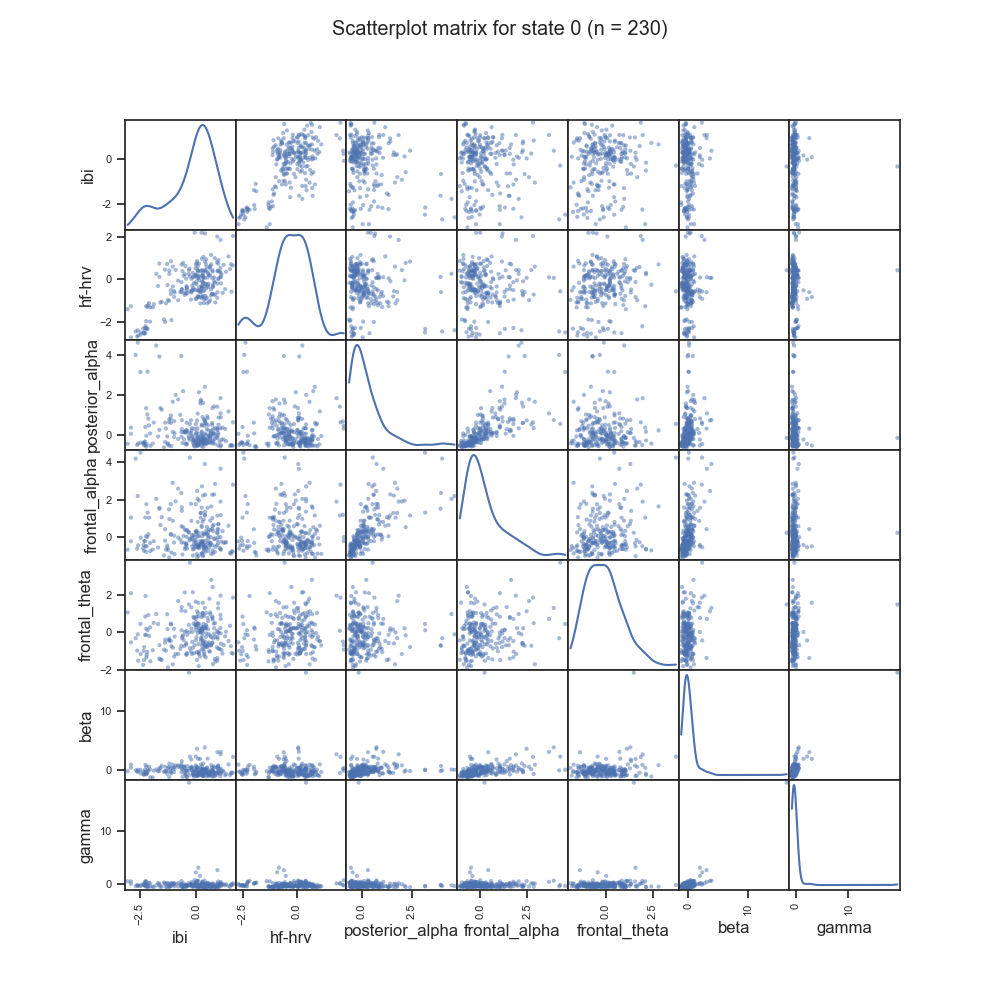 Scatterplot matrix for state 0 (n = 230)
ibi
0
−2
hf-hrv
2
0
−2
posterior_alpha
4
2
0
frontal_alpha
4
2
0
frontal_theta
2
0
−2
beta
10
0
gamma
10
0
−2.5 0.0 −2.5 0.0 0.0 2.5 0.0 2.5 0.0 2.5 0 10 0 10
ibi hf-hrv posterior_alpha frontal_alpha frontal_theta beta gamma